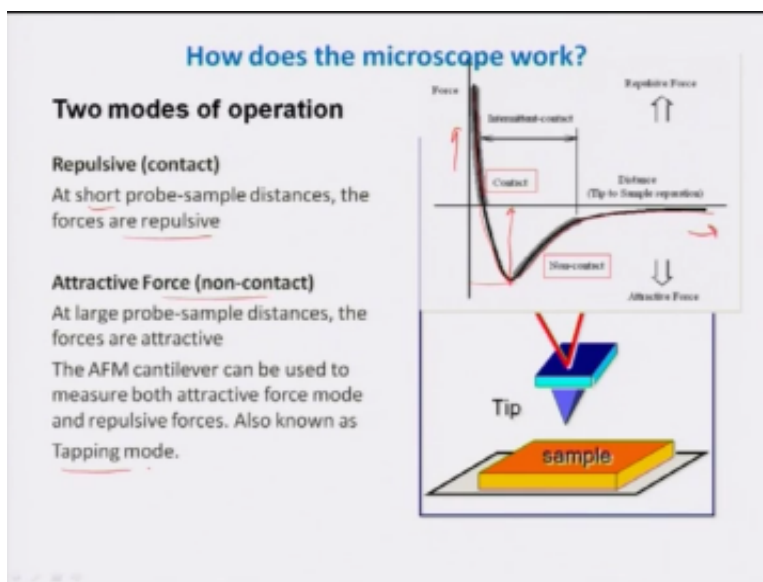 How does the microscope work?
Two modes of operation
Repulsive (contact)
At short probe-sample distances, the
forces are repulsive
Attractive Force (non-contact)
At large probe-sample distances, the
forces are attractive
The AFM cantilever can be used to
measure both attractive force mode
and repulsive forces. Also known as
Tapping mode.
Force
Repulsive Force
Intermittent-contact
Contact
Distance
(Tip to Sample separation)
Non-contact
Attractive Force
Tip
sample